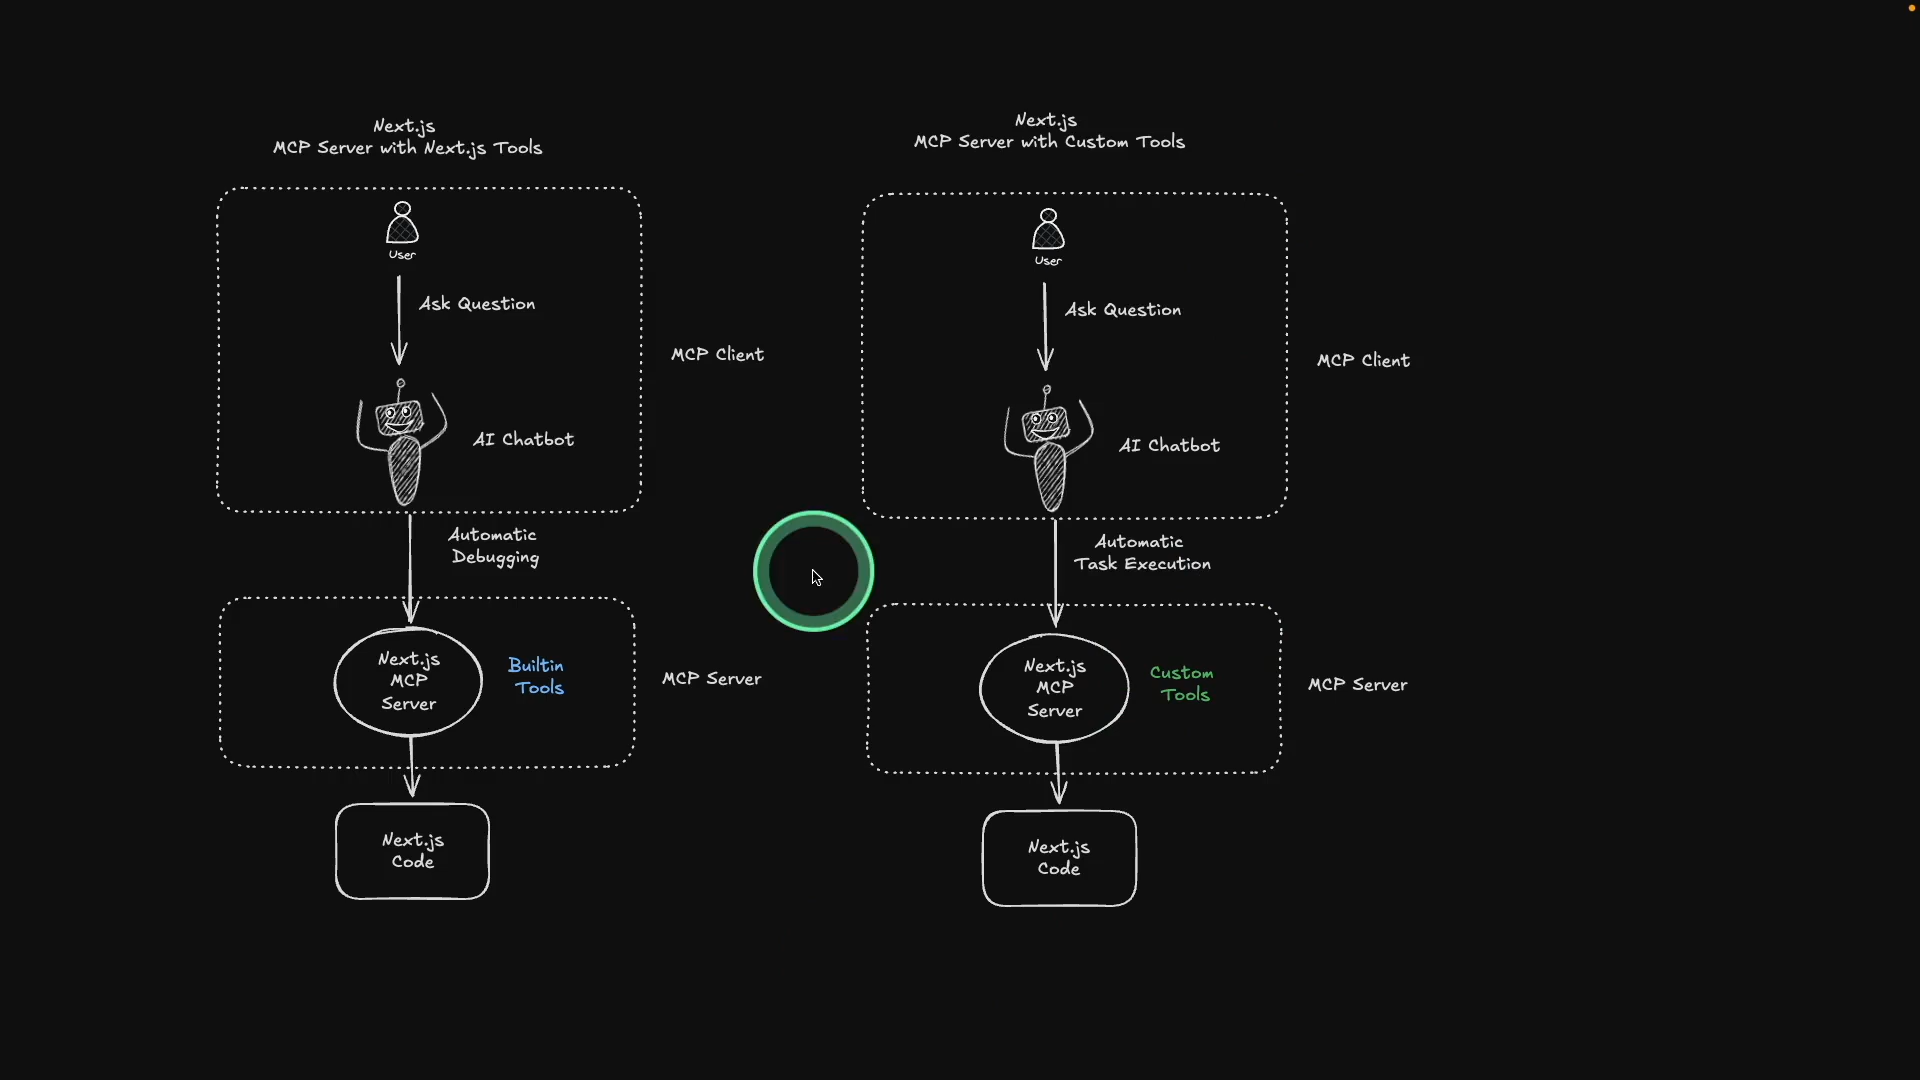 Next.js
MCP Server with Next.js Tools
User
Ask Question
MCP Client
AI Chatbot
Automatic
Debugging
Next.js
MCP
Server
Builtin
Tools
MCP Server
Next.js
Code
Next.js
MCP Server with Custom Tools
User
Ask Question
MCP Client
AI Chatbot
Automatic
Task Execution
Next.js
MCP
Server
Custom
Tools
MCP Server
Next.js
Code